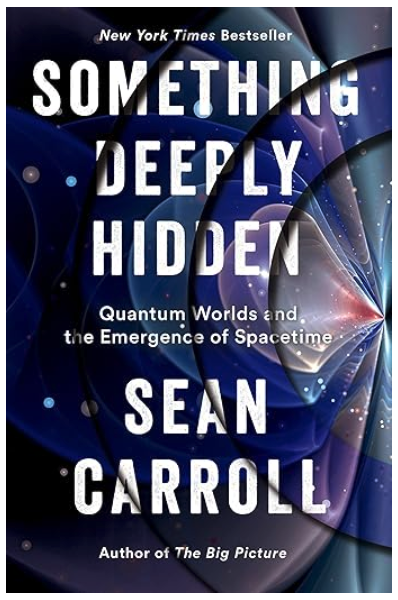 New York Times Bestseller
SOMETHING
DEEPLY
HIDDEN
Quantum Worlds and
the Emergence of Spacetime
SEAN
CARROLL
Author of The Big Picture